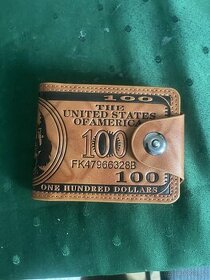 100
THE
UNITED STATES
OF AMERICA
100
FK47966328B
100
ONE HUNDRED DOLLARS